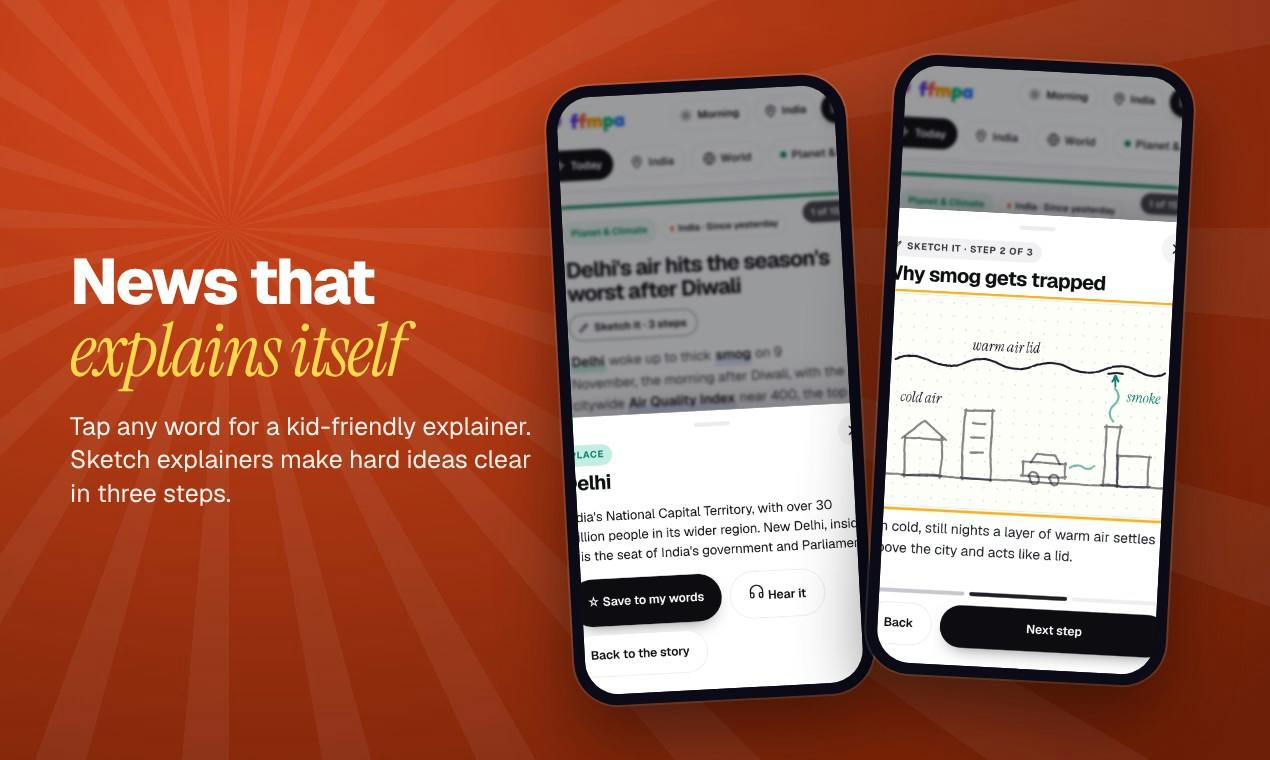 News that
explains itself
Tap any word for a kid-friendly explainer.
Sketch explainers make hard ideas clear
in three steps.
ffmpa
Morning
India
Today
India
World
Planet &
Planet & Climate
India · Since yesterday
Delhi's air hits the season's
worst after Diwali
Sketch it · 3 steps
Delhi woke up to thick smog on 9
November, the morning after Diwali, with the
citywide Air Quality Index near 400, the top
PLACE
elhi
dia's National Capital Territory, with over 30
illion people in its wider region. New Delhi, insid
is the seat of India's government and Parliamen
☆ Save to my words
Hear it
Back to the story
ffmpa
Morning
India
Today
India
World
Planet &
Planet & Climate
India · Since yesterday
SKETCH IT · STEP 2 OF 3
Why smog gets trapped
warm air lid
cold air
smoke
n cold, still nights a layer of warm air settles
bove the city and acts like a lid.
Back
Next step